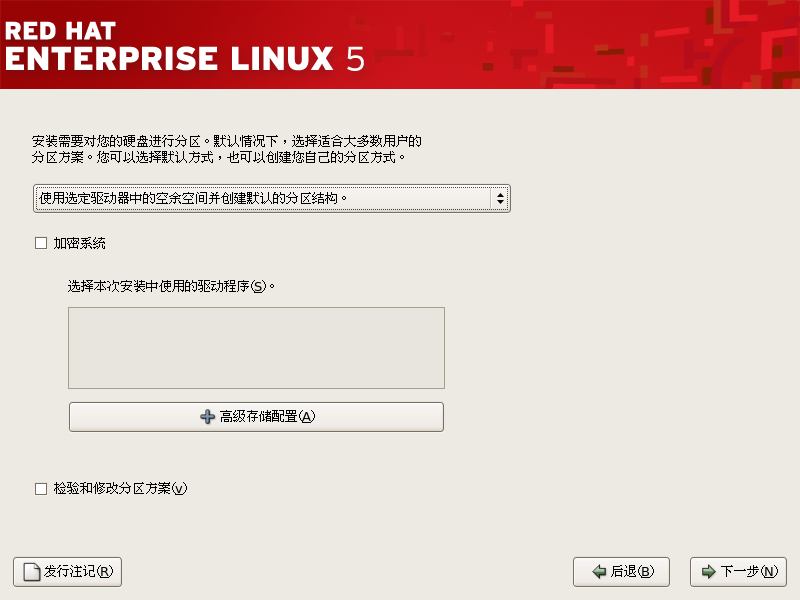 RED HAT
ENTERPRISE LINUX 5
安装需要对您的硬盘进行分区。默认情况下，选择适合大多数用户的
分区方案。您可以选择默认方式，也可以创建您自己的分区方式。
使用选定驱动器中的空余空间并创建默认的分区结构。
加密系统
选择本次安装中使用的驱动程序(S)。
高级存储配置(A)
检验和修改分区方案(v)
发行注记(R)
后退(B)
下一步(N)